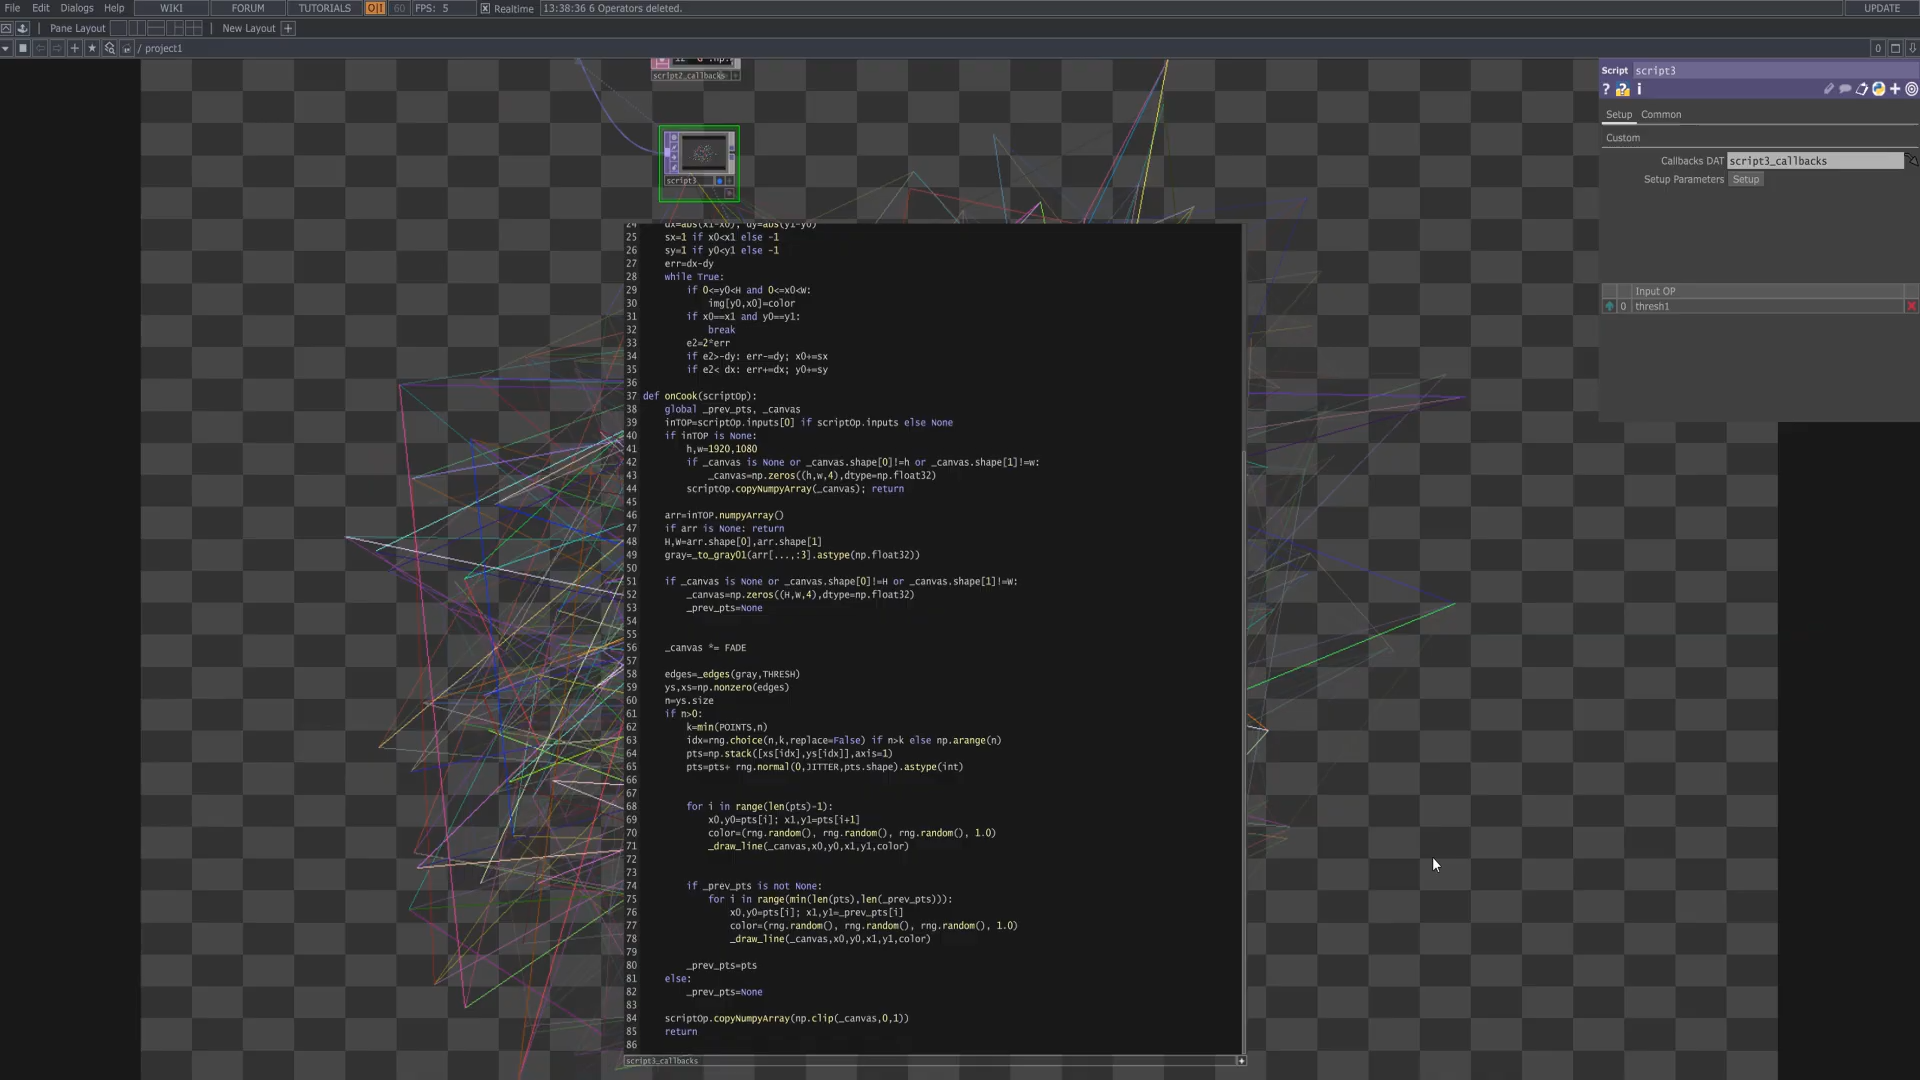 File Edit Dialogs Help WIKI FORUM TUTORIALS O|I 60 FPS: 5 Realtime 13:38:36 6 Operators deleted. UPDATE
Pane Layout New Layout +
/ project1 0
script2_callbacks
script3
Script script3
? ? i
Setup Common
Custom
Callbacks DAT script3_callbacks
Setup Parameters Setup
Input OP
0 thresh1
24 dx=abs(x1-x0); dy=abs(y1-y0)
25 sx=1 if x0<x1 else -1
26 sy=1 if y0<y1 else -1
27 err=dx-dy
28 while True:
29 if 0<=y0<H and 0<=x0<W:
30 img[y0,x0]=color
31 if x0==x1 and y0==y1:
32 break
33 e2=2*err
34 if e2>-dy: err-=dy; x0+=sx
35 if e2< dx: err+=dx; y0+=sy
36
37 def onCook(scriptOp):
38 global _prev_pts, _canvas
39 inTOP=scriptOp.inputs[0] if scriptOp.inputs else None
40 if inTOP is None:
41 h,w=1920,1080
42 if _canvas is None or _canvas.shape[0]!=h or _canvas.shape[1]!=w:
43 _canvas=np.zeros((h,w,4),dtype=np.float32)
44 scriptOp.copyNumpyArray(_canvas); return
45
46 arr=inTOP.numpyArray()
47 if arr is None: return
48 H,W=arr.shape[0],arr.shape[1]
49 gray=_to_gray01(arr[...,:3].astype(np.float32))
50
51 if _canvas is None or _canvas.shape[0]!=H or _canvas.shape[1]!=W:
52 _canvas=np.zeros((H,W,4),dtype=np.float32)
53 _prev_pts=None
54
55
56 _canvas *= FADE
57
58 edges=_edges(gray,THRESH)
59 ys,xs=np.nonzero(edges)
60 n=ys.size
61 if n>0:
62 k=min(POINTS,n)
63 idx=rng.choice(n,k,replace=False) if n>k else np.arange(n)
64 pts=np.stack([xs[idx],ys[idx]],axis=1)
65 pts=pts+ rng.normal(0,JITTER,pts.shape).astype(int)
66
67
68 for i in range(len(pts)-1):
69 x0,y0=pts[i]; x1,y1=pts[i+1]
70 color=(rng.random(), rng.random(), rng.random(), 1.0)
71 _draw_line(_canvas,x0,y0,x1,y1,color)
72
73
74 if _prev_pts is not None:
75 for i in range(min(len(pts),len(_prev_pts))):
76 x0,y0=pts[i]; x1,y1=_prev_pts[i]
77 color=(rng.random(), rng.random(), rng.random(), 1.0)
78 _draw_line(_canvas,x0,y0,x1,y1,color)
79
80 _prev_pts=pts
81 else:
82 _prev_pts=None
83
84 scriptOp.copyNumpyArray(np.clip(_canvas,0,1))
85 return
86
script3_callbacks